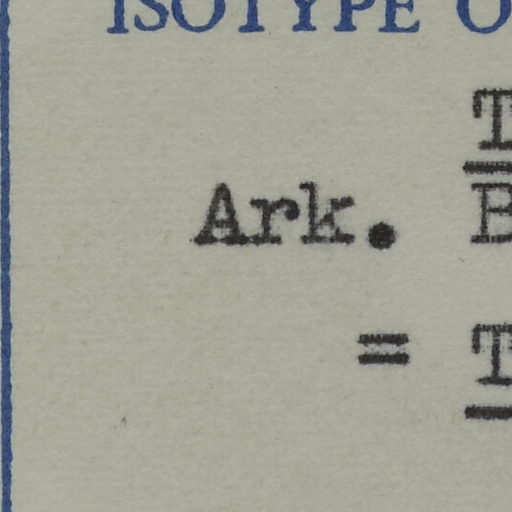 ISOTYPE O
T
Ark. B
= T